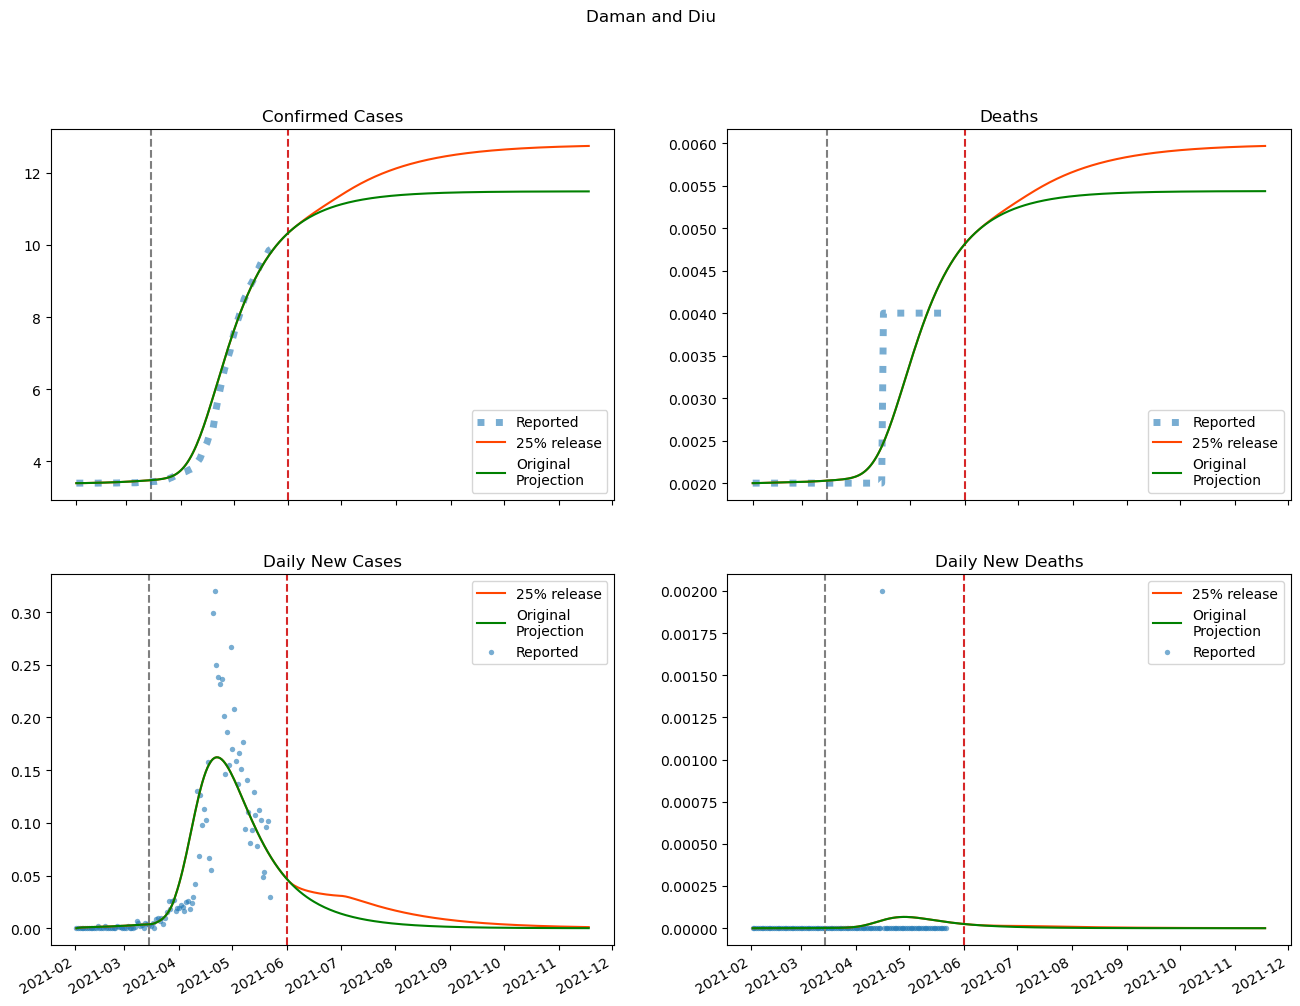 Daman and Diu
Confirmed Cases
12
10
8
6
4
Reported
25% release
Original
Projection
Deaths
0.0060
0.0055
0.0050
0.0045
0.0040
0.0035
0.0030
0.0025
0.0020
Reported
25% release
Original
Projection
Daily New Cases
0.30
0.25
0.20
0.15
0.10
0.05
0.00
25% release
Original
Projection
Reported
2021-02
2021-03
2021-04
2021-05
2021-06
2021-07
2021-08
2021-09
2021-10
2021-11
2021-12
Daily New Deaths
0.00200
0.00175
0.00150
0.00125
0.00100
0.00075
0.00050
0.00025
0.00000
25% release
Original
Projection
Reported
2021-02
2021-03
2021-04
2021-05
2021-06
2021-07
2021-08
2021-09
2021-10
2021-11
2021-12